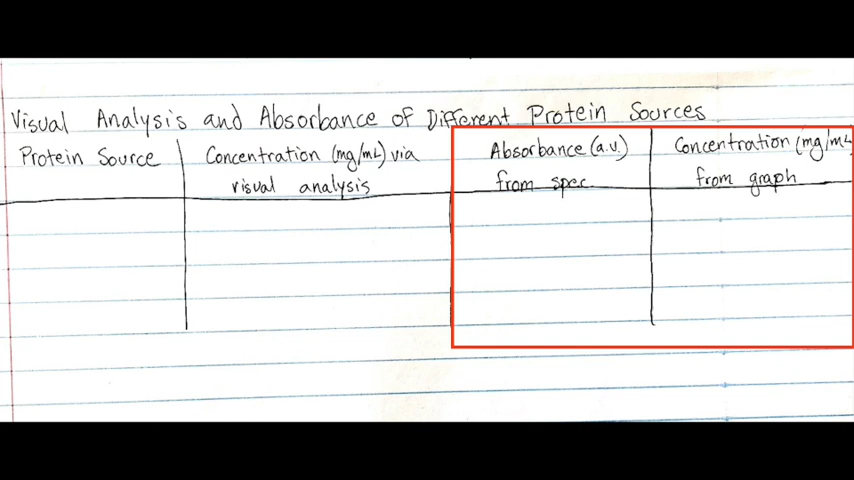 Visual Analysis and Absorbance of Different Protein Sources
Protein Source
Concentration (mg/mL) via
visual analysis
Absorbance (a.u.)
from spec.
Concentration (mg/mL
from graph